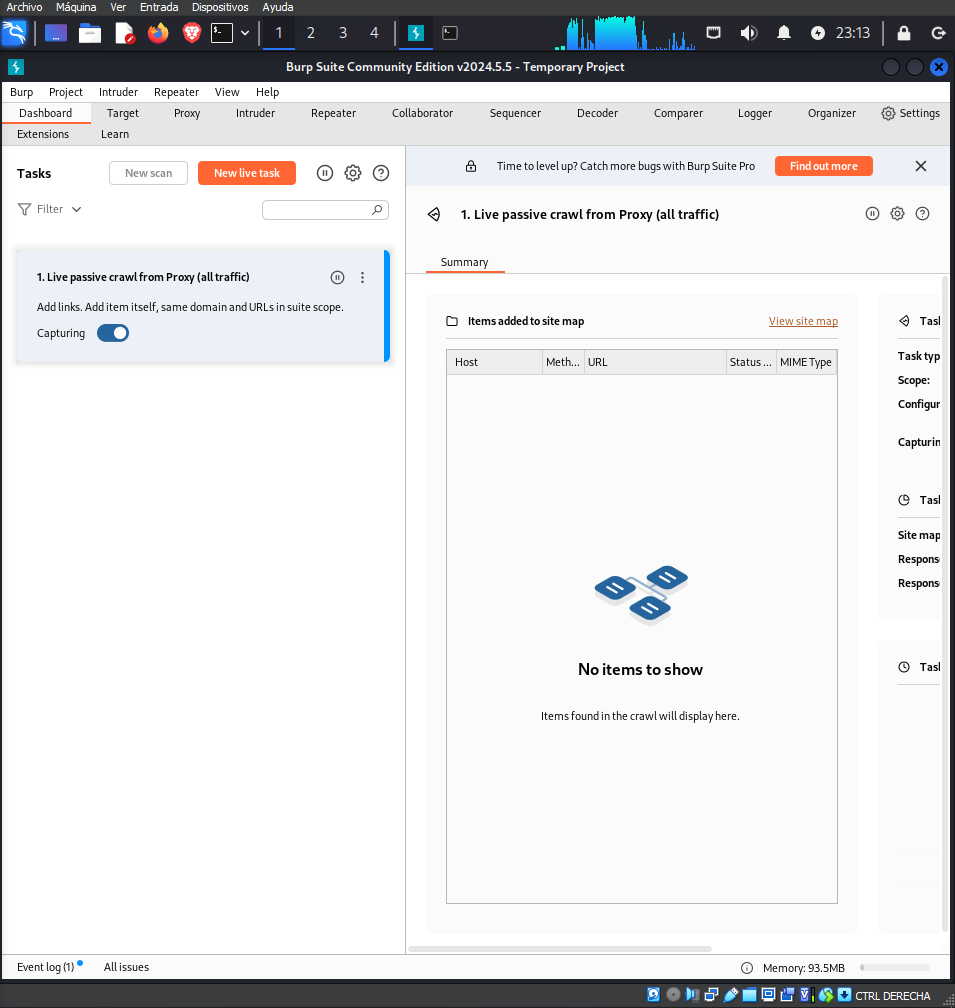 Archivo Máquina Ver Entrada Dispositivos Ayuda
1 2 3 4 23:13
Burp Suite Community Edition v2024.5.5 - Temporary Project
Burp Project Intruder Repeater View Help
Dashboard Target Proxy Intruder Repeater Collaborator Sequencer Decoder Comparer Logger Organizer Settings
Extensions Learn
Tasks New scan New live task
Filter
1. Live passive crawl from Proxy (all traffic)
Add links. Add item itself, same domain and URLs in suite scope.
Capturing
Time to level up? Catch more bugs with Burp Suite Pro Find out more
1. Live passive crawl from Proxy (all traffic)
Summary
Items added to site map View site map
Host Meth... URL Status ... MIME Type
No items to show
Items found in the crawl will display here.
Task
Task typ
Scope:
Configur
Capturin
Task
Site map
Respons
Respons
Task
Event log (1) All issues Memory: 93.5MB
CTRL DERECHA